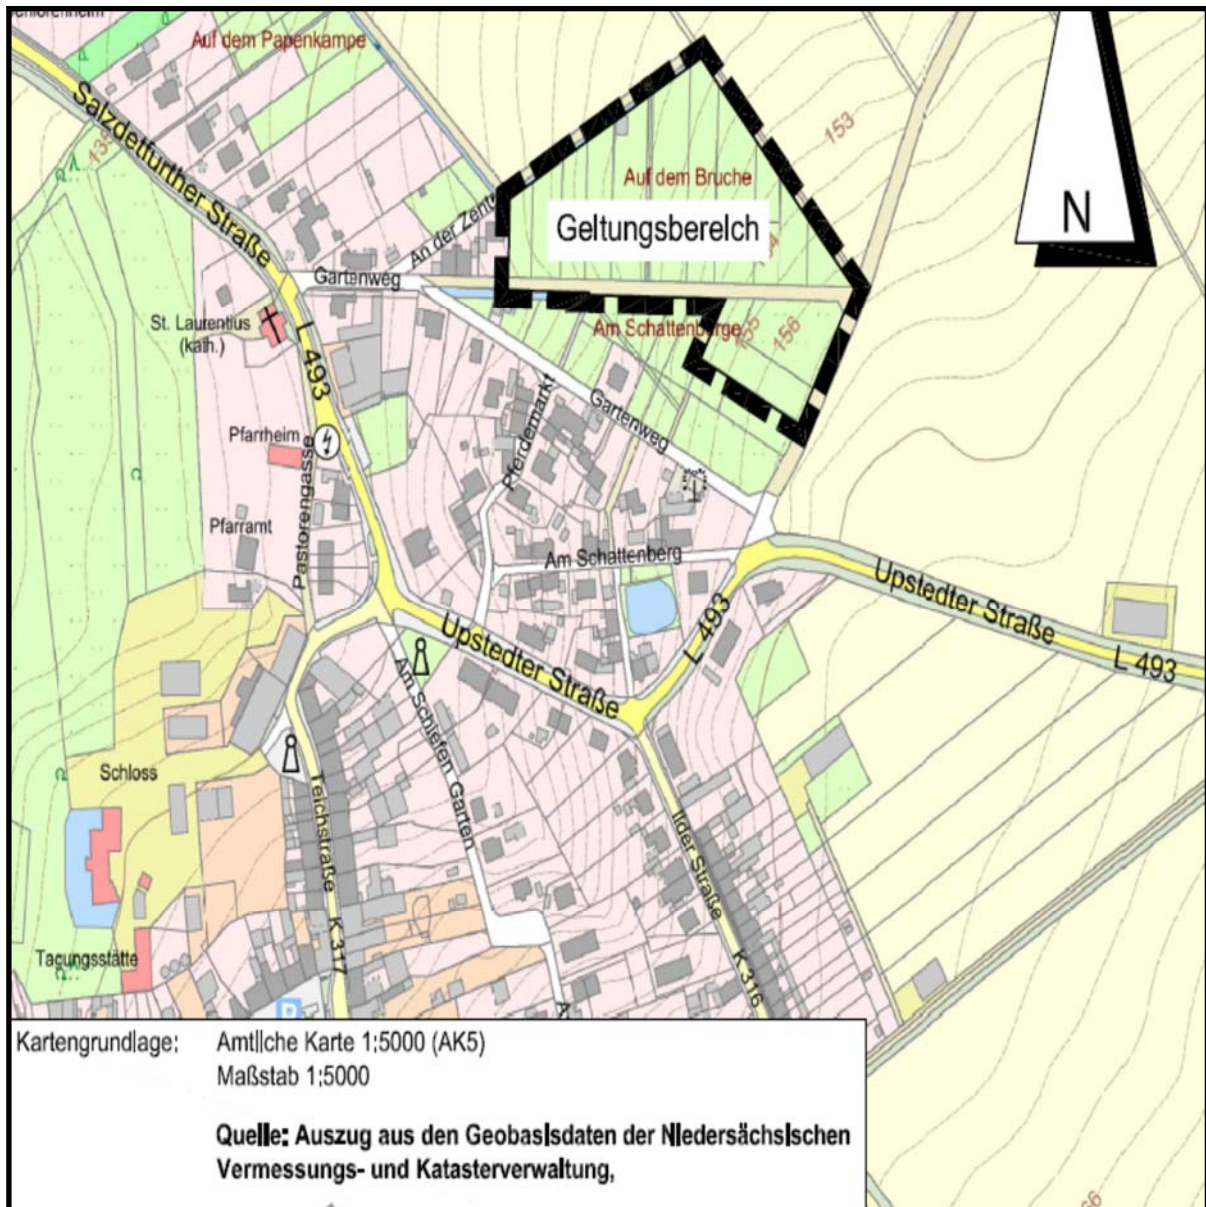 Auf dem Papenkampe
Salzdetfurther Straße
135
153
Auf dem Bruche
Geltungsbereich
N
An der Zent
Gartenweg
St. Laurentius
(kath.)
L 493
Am Schattenberge
155
156
Pfarrheim
Pastorengasse
Pferdemarkt
Gartenweg
Pfarramt
Am Schattenberg
Upstedter Straße
L 493
Upstedter Straße
L 493
Am Schiefen Garten
Schloss
Teichstraße
K 317
Ilder Straße
K 316
Tagungsstätte
P
Kartengrundlage:
Amtliche Karte 1:5000 (AK5)
Maßstab 1:5000
Quelle: Auszug aus den Geobasisdaten der Niedersächsischen
Vermessungs- und Katasterverwaltung,